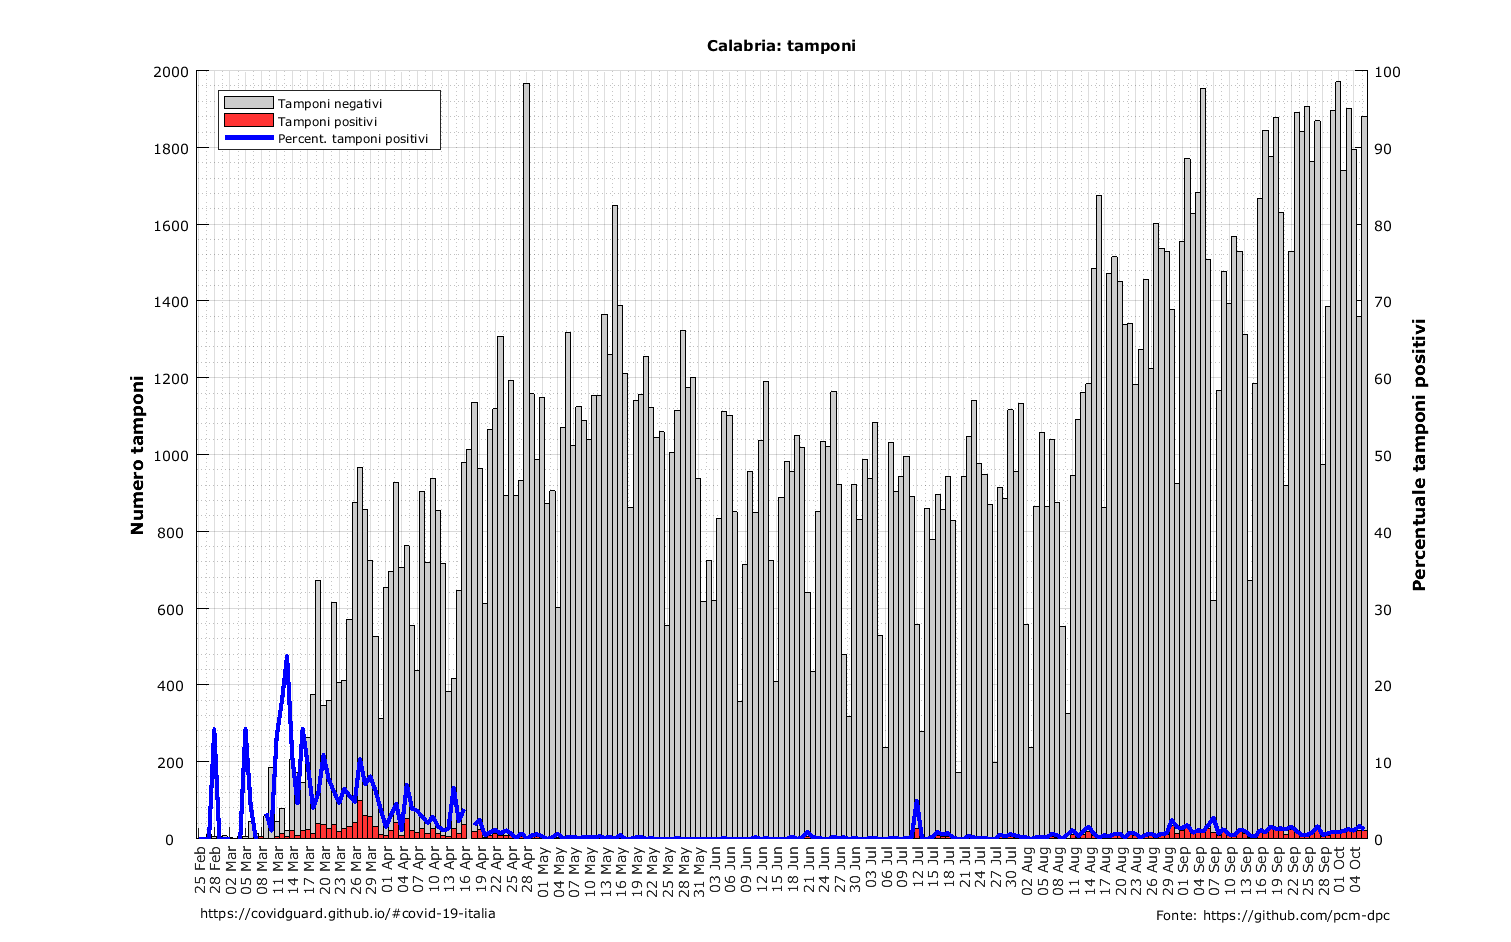 Calabria: tamponi
Tamponi negativi
Tamponi positivi
Percent. tamponi positivi
Numero tamponi
2000
1800
1600
1400
1200
1000
800
600
400
200
0
Percentuale tamponi positivi
100
90
80
70
60
50
40
30
20
10
0
25 Feb
28 Feb
02 Mar
05 Mar
08 Mar
11 Mar
14 Mar
17 Mar
20 Mar
23 Mar
26 Mar
29 Mar
01 Apr
04 Apr
07 Apr
10 Apr
13 Apr
16 Apr
19 Apr
22 Apr
25 Apr
28 Apr
01 May
04 May
07 May
10 May
13 May
16 May
19 May
22 May
25 May
28 May
31 May
03 Jun
06 Jun
09 Jun
12 Jun
15 Jun
18 Jun
21 Jun
24 Jun
27 Jun
30 Jun
03 Jul
06 Jul
09 Jul
12 Jul
15 Jul
18 Jul
21 Jul
24 Jul
27 Jul
30 Jul
02 Aug
05 Aug
08 Aug
11 Aug
14 Aug
17 Aug
20 Aug
23 Aug
26 Aug
29 Aug
01 Sep
04 Sep
07 Sep
10 Sep
13 Sep
16 Sep
19 Sep
22 Sep
25 Sep
28 Sep
01 Oct
04 Oct
https://covidguard.github.io/#covid-19-italia
Fonte: https://github.com/pcm-dpc